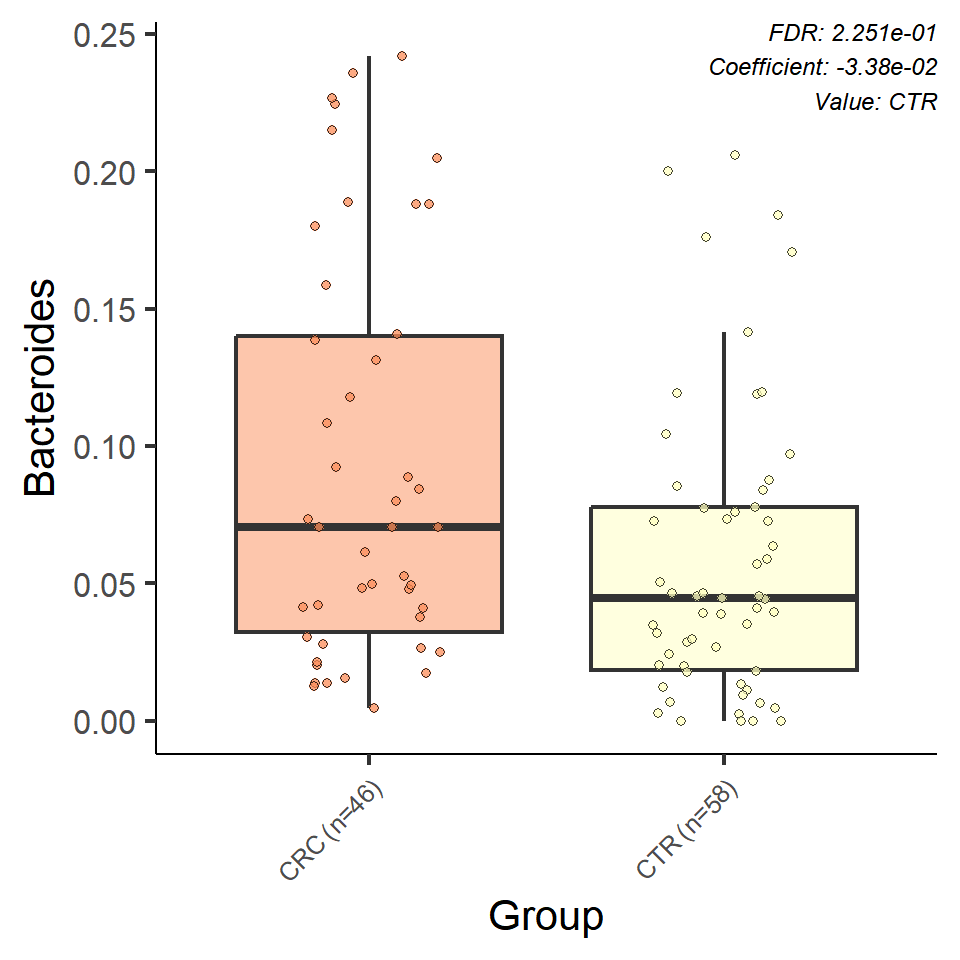 FDR: 2.251e-01
Coefficient: -3.38e-02
Value: CTR
Bacteroides
0.25
0.20
0.15
0.10
0.05
0.00
CRC (n=46)
CTR (n=58)
Group